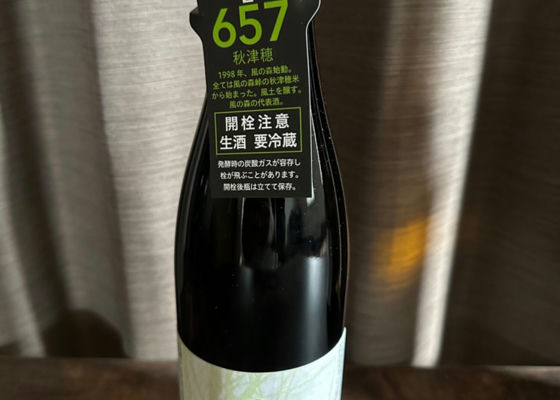 657
秋津穂
1998年、風の森始動。
全ては風の森峠の秋津穂米
から始まった。風土を醸す。
風の森の代表酒。
開栓注意
生酒 要冷蔵
発酵時の炭酸ガスが容存し
栓が飛ぶことがあります。
開栓後瓶は立てて保存。